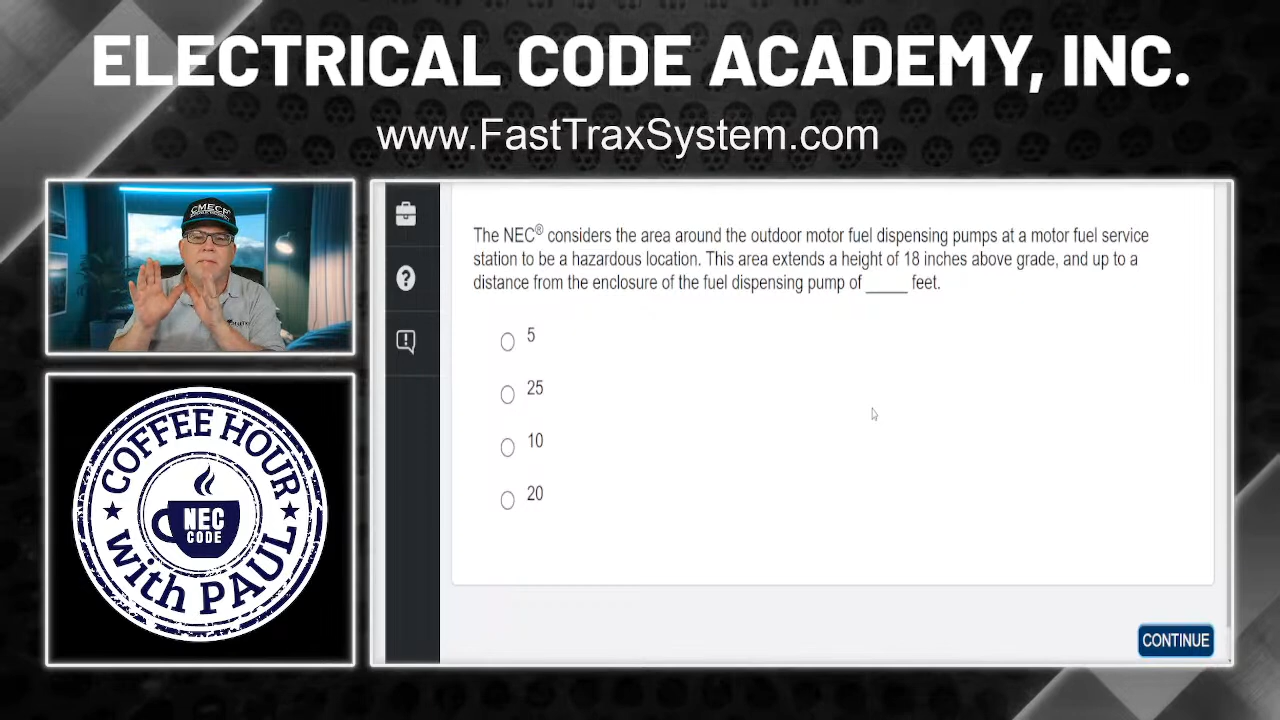 ELECTRICAL CODE ACADEMY, INC.
www.FastTraxSystem.com
CMECP
COFFEE HOUR
NEC
CODE
with PAUL
The NEC® considers the area around the outdoor motor fuel dispensing pumps at a motor fuel service
station to be a hazardous location. This area extends a height of 18 inches above grade, and up to a
distance from the enclosure of the fuel dispensing pump of _____ feet.
5
25
10
20
CONTINUE